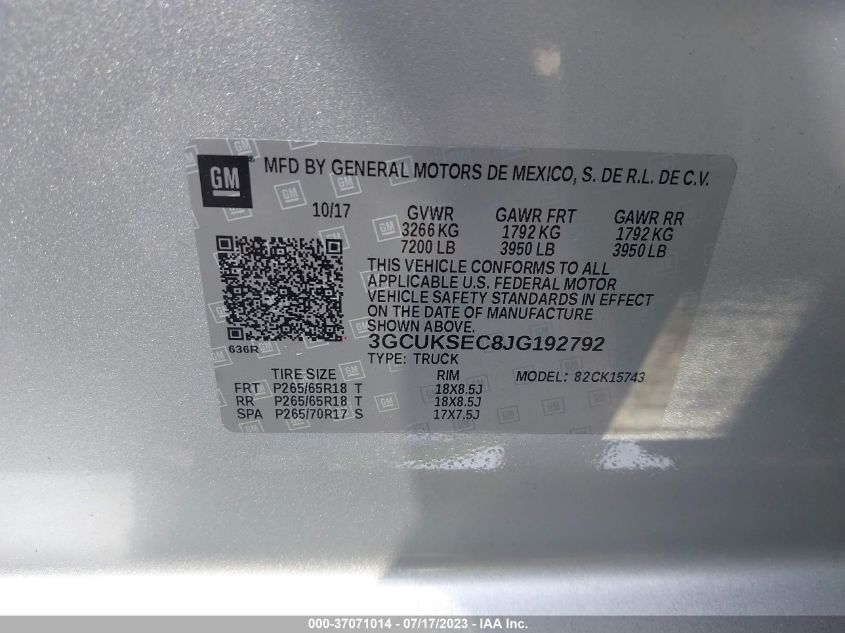 GM ® MFD BY GENERAL MOTORS DE MEXICO, S. DE R.L. DE C.V.
10/17 GVWR GAWR FRT GAWR RR
3266 KG 1792 KG 1792 KG
7200 LB 3950 LB 3950 LB
THIS VEHICLE CONFORMS TO ALL
APPLICABLE U.S. FEDERAL MOTOR
VEHICLE SAFETY STANDARDS IN EFFECT
ON THE DATE OF MANUFACTURE
SHOWN ABOVE.
636R 3GCUKSEC8JG192792
TYPE: TRUCK
TIRE SIZE RIM MODEL: 82CK15743
FRT P265/65R18 T 18X8.5J
RR P265/65R18 T 18X8.5J
SPA P265/70R17 S 17X7.5J
000-37071014 - 07/17/2023 - IAA Inc.